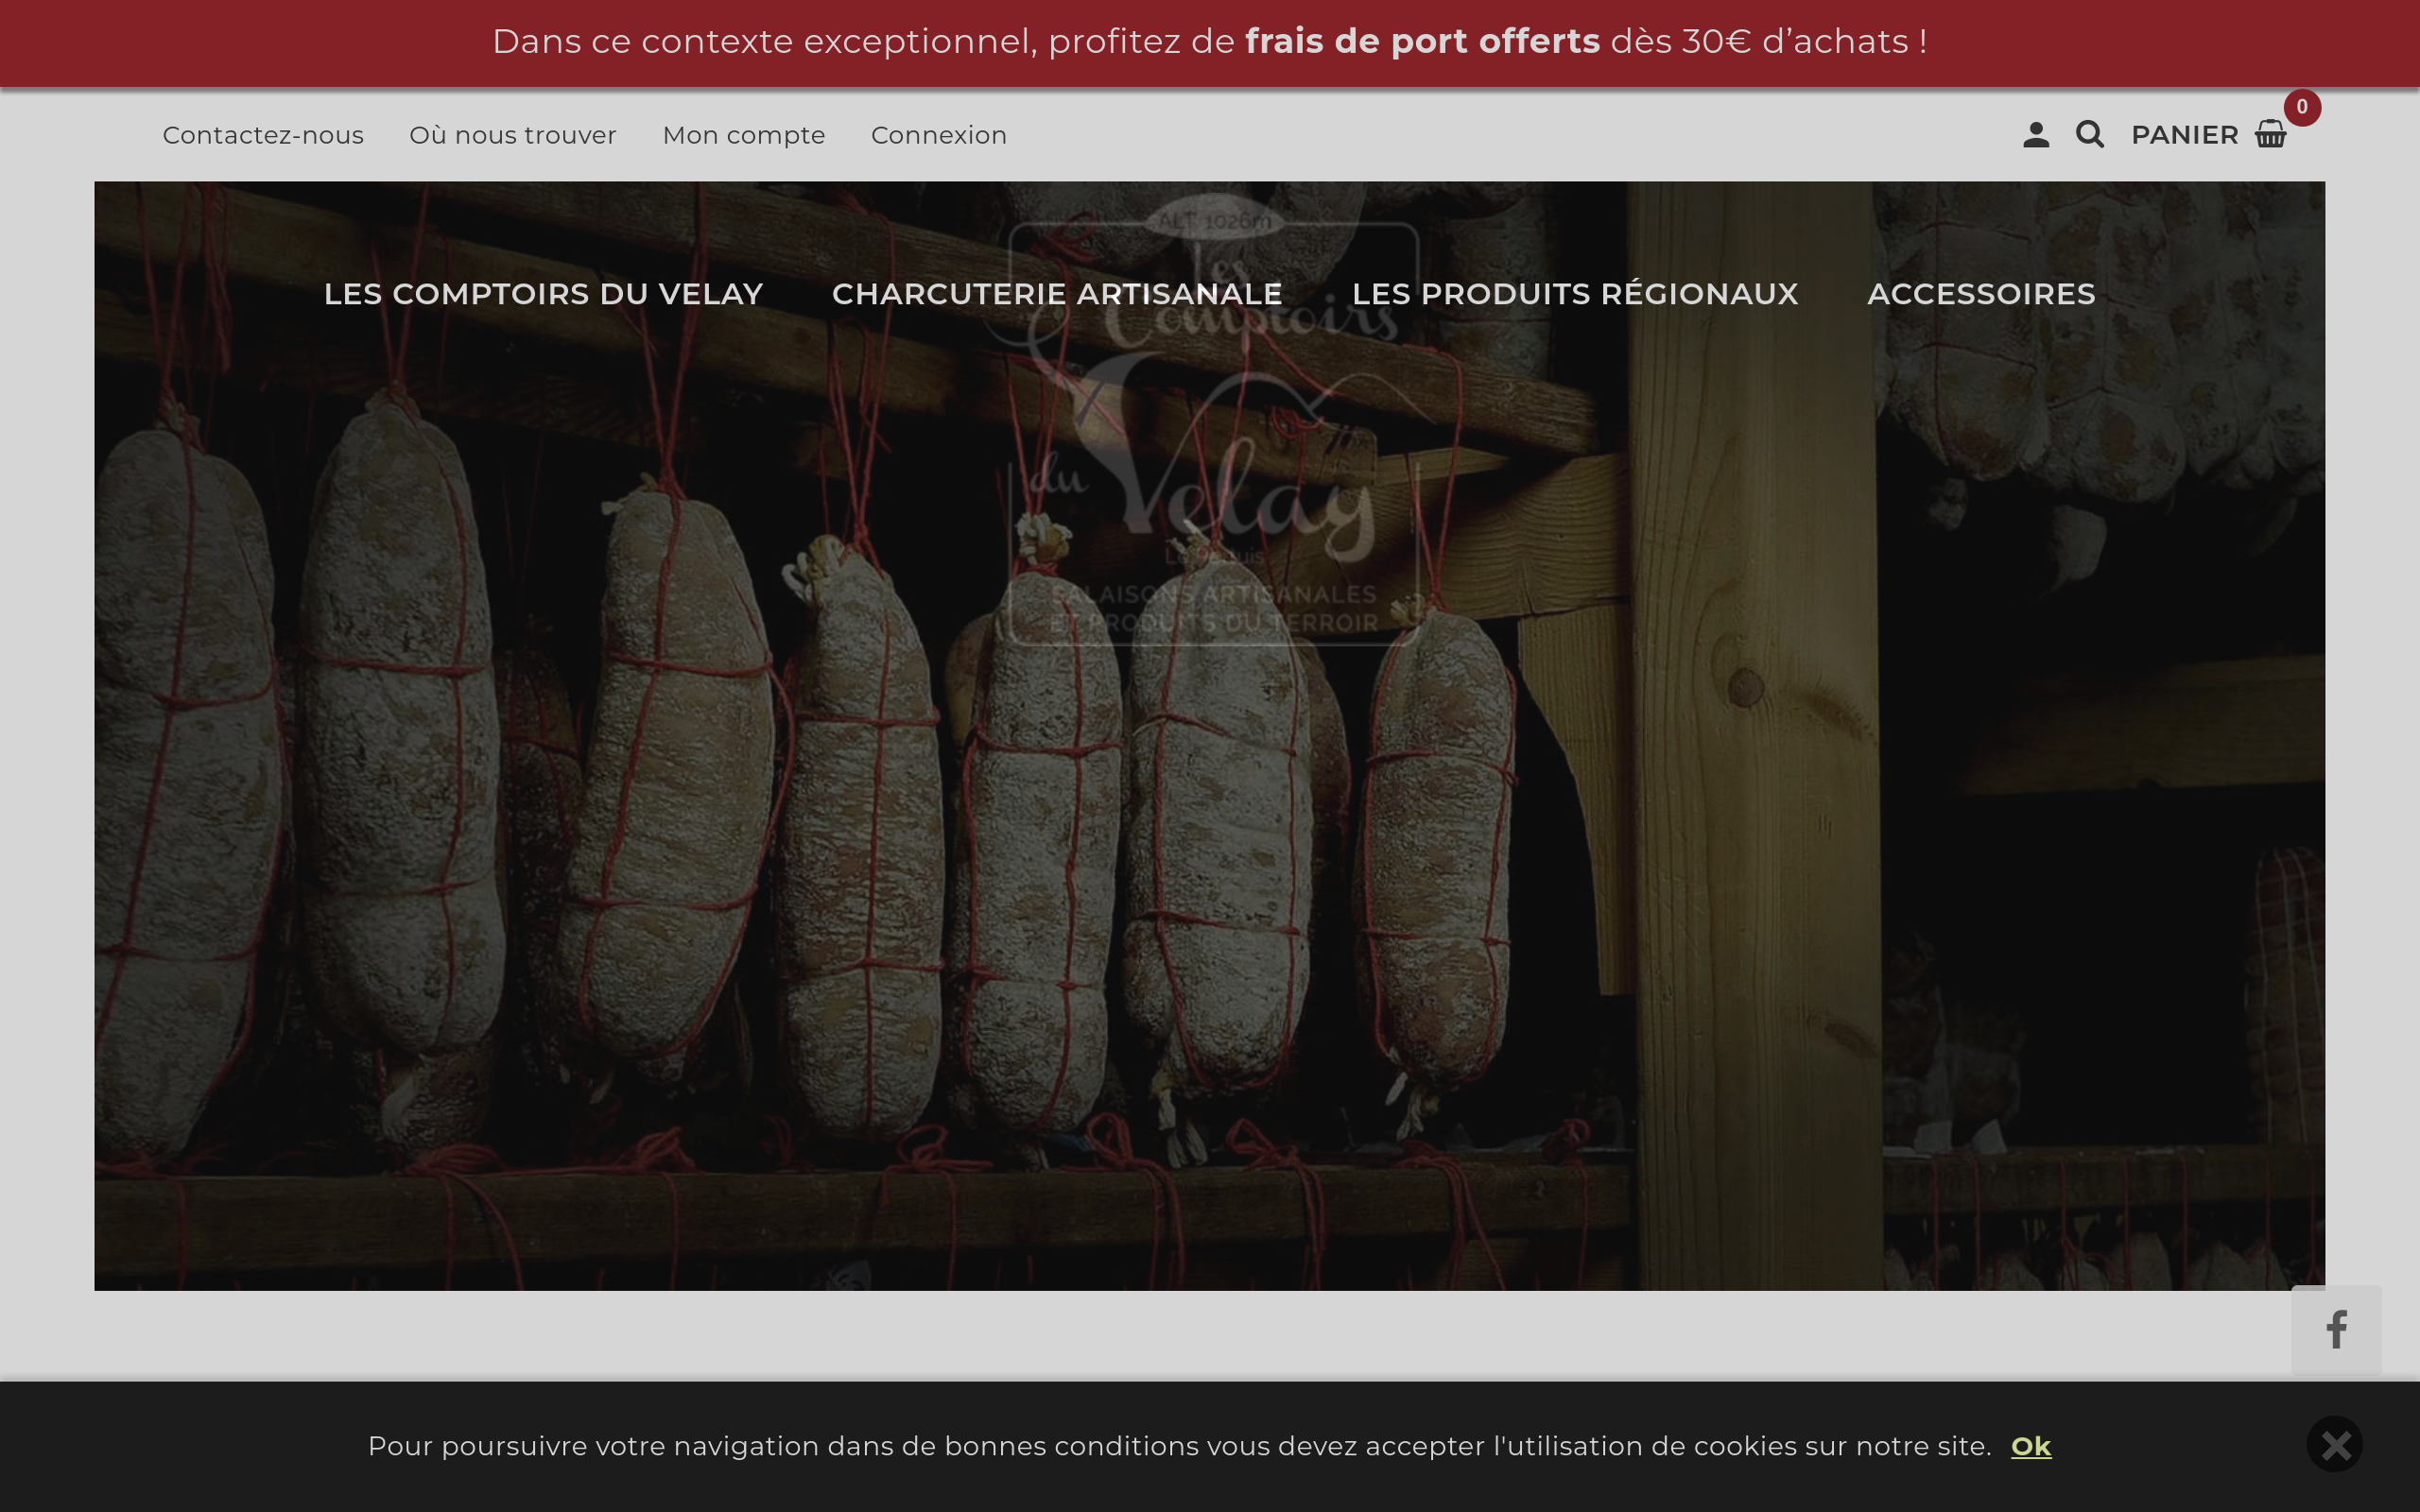 Dans ce contexte exceptionnel, profitez de frais de port offerts dès 30€ d’achats !
Contactez-nous Où nous trouver Mon compte Connexion PANIER 0
ALT. 1026m
LES COMPTOIRS DU VELAY CHARCUTERIE ARTISANALE LES PRODUITS RÉGIONAUX ACCESSOIRES
Les
Comptoirs
du Velay
SALAISONS ARTISANALES
ET PRODUITS DU TERROIR
Pour poursuivre votre navigation dans de bonnes conditions vous devez accepter l'utilisation de cookies sur notre site. Ok